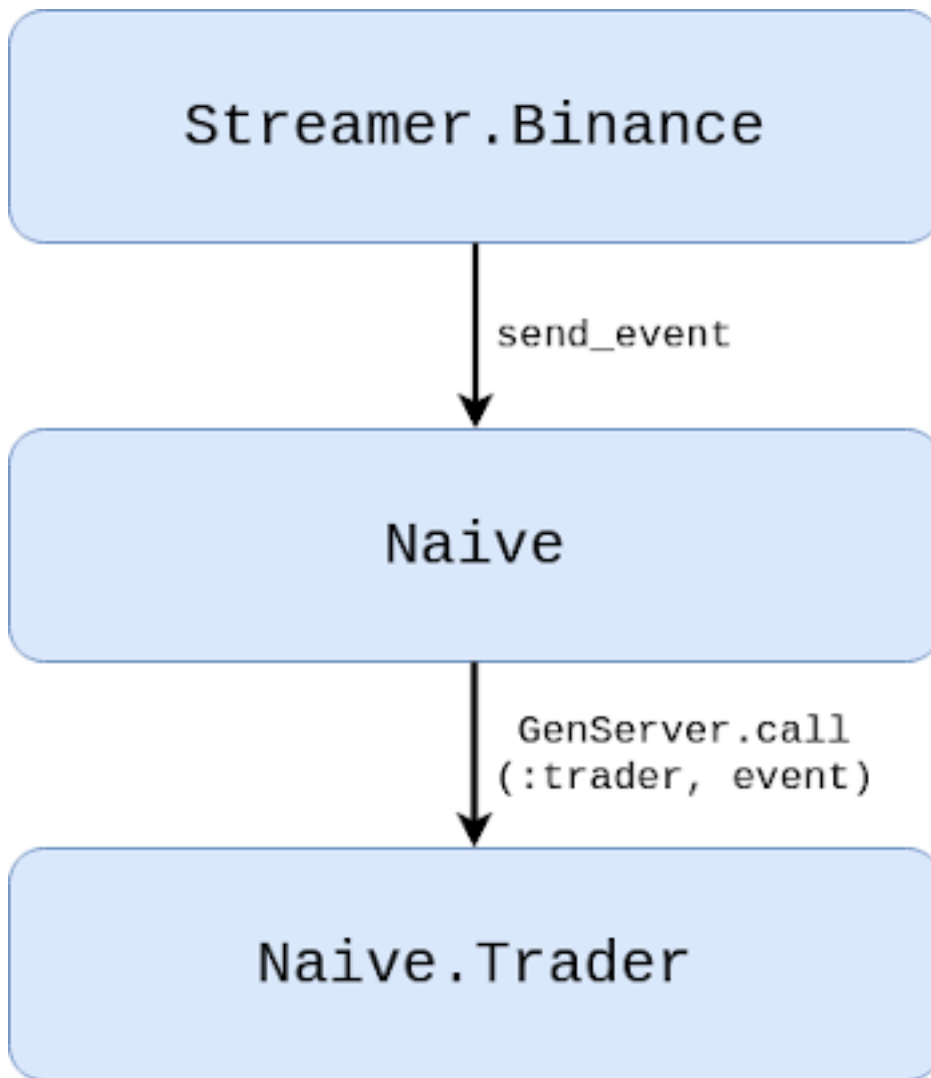 Streamer.Binance
send_event
Naive
GenServer.call
(:trader, event)
Naive.Trader